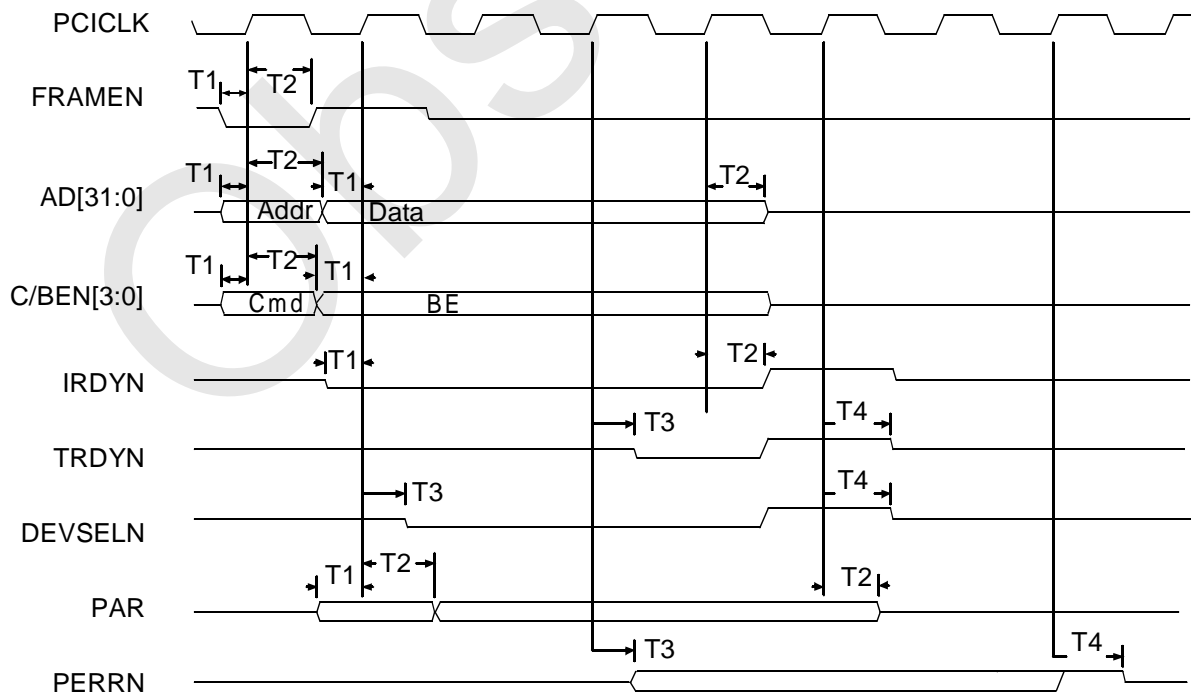 PCICLK
T1 T2
FRAMEN
T1 T2 T1 T2
AD[31:0]
Addr Data
T1 T2 T1
C/BEN[3:0]
Cmd BE
T1 T2
IRDYN
T3 T4
TRDYN
T3 T4
DEVSELN
T1 T2 T2
PAR
T3 T4
PERRN
Obs